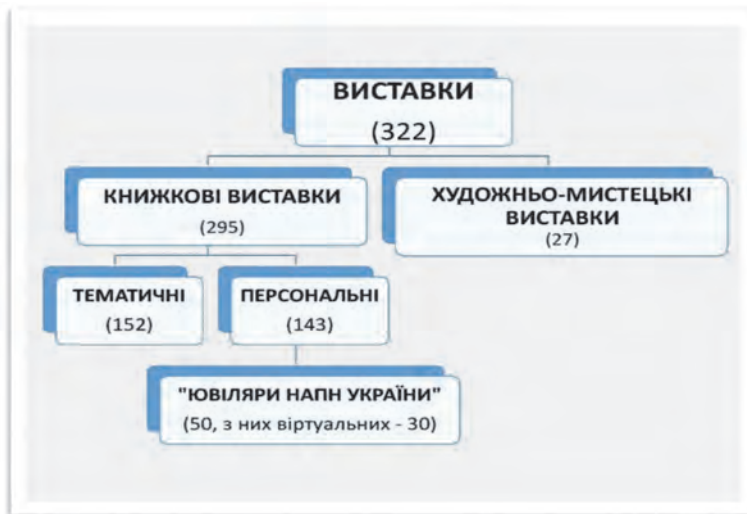 ВИСТАВКИ
(322)
КНИЖКОВІ ВИСТАВКИ
(295)
ХУДОЖНЬО-МИСТЕЦЬКІ
ВИСТАВКИ
(27)
ТЕМАТИЧНІ
(152)
ПЕРСОНАЛЬНІ
(143)
"ЮВІЛЯРИ НАПН УКРАЇНИ"
(50, з них віртуальних - 30)